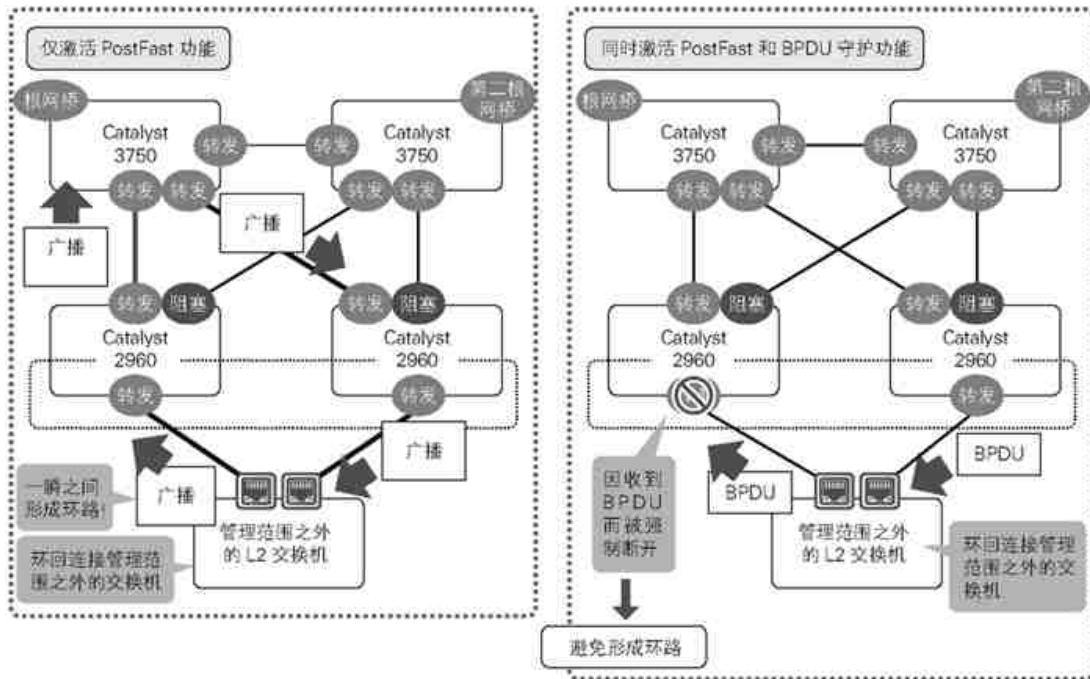 仅激活 PostFast 功能
根网桥
第二根
网桥
Catalyst
3750
转发
转发
Catalyst
3750
转发
转发
转发
转发
广播
广播
转发
阻塞
转发
阻塞
Catalyst
2960
Catalyst
2960
转发
转发
广播
一瞬之间
形成环路!
广播
管理范围之外
的 L2 交换机
环回连接管理范
围之外的交换机
同时激活 PostFast 和 BPDU 守护功能
根网桥
第二根
网桥
Catalyst
3750
转发
转发
Catalyst
3750
转发
转发
转发
转发
转发
阻塞
转发
阻塞
Catalyst
2960
Catalyst
2960
转发
因收到
BPDU
而被强
制断开
BPDU
BPDU
管理范围之外
的 L2 交换机
环回连接管理
范围之外的交
换机
避免形成环路